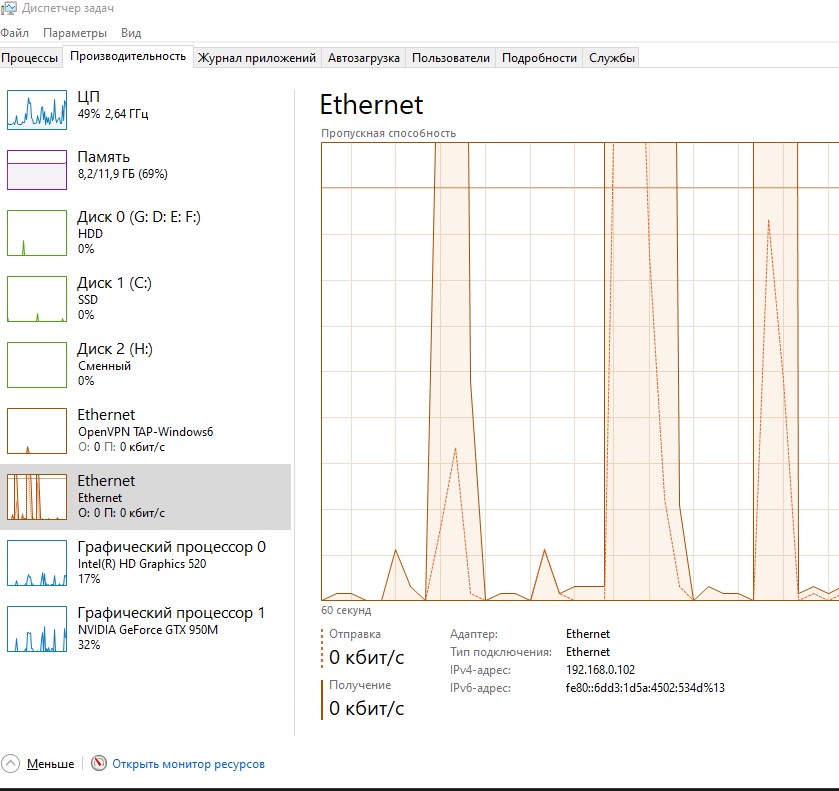 Диспетчер задач
Файл Параметры Вид
Процессы Производительность Журнал приложений Автозагрузка Пользователи Подробности Службы
ЦП
49% 2,64 ГГц
Память
8,2/11,9 ГБ (69%)
Диск 0 (G: D: E: F:)
HDD
0%
Диск 1 (C:)
SSD
0%
Диск 2 (H:)
Сменный
0%
Ethernet
OpenVPN TAP-Windows6
О: 0 П: 0 кбит/с
Ethernet
Ethernet
О: 0 П: 0 кбит/с
Графический процессор 0
Intel(R) HD Graphics 520
17%
Графический процессор 1
NVIDIA GeForce GTX 950M
32%
Ethernet
Пропускная способность
60 секунд
Отправка
0 кбит/с
Получение
0 кбит/с
Адаптер: Ethernet
Тип подключения: Ethernet
IPv4-адрес: 192.168.0.102
IPv6-адрес: fe80::6dd3:1d5a:4502:534d%13
Меньше
Открыть монитор ресурсов